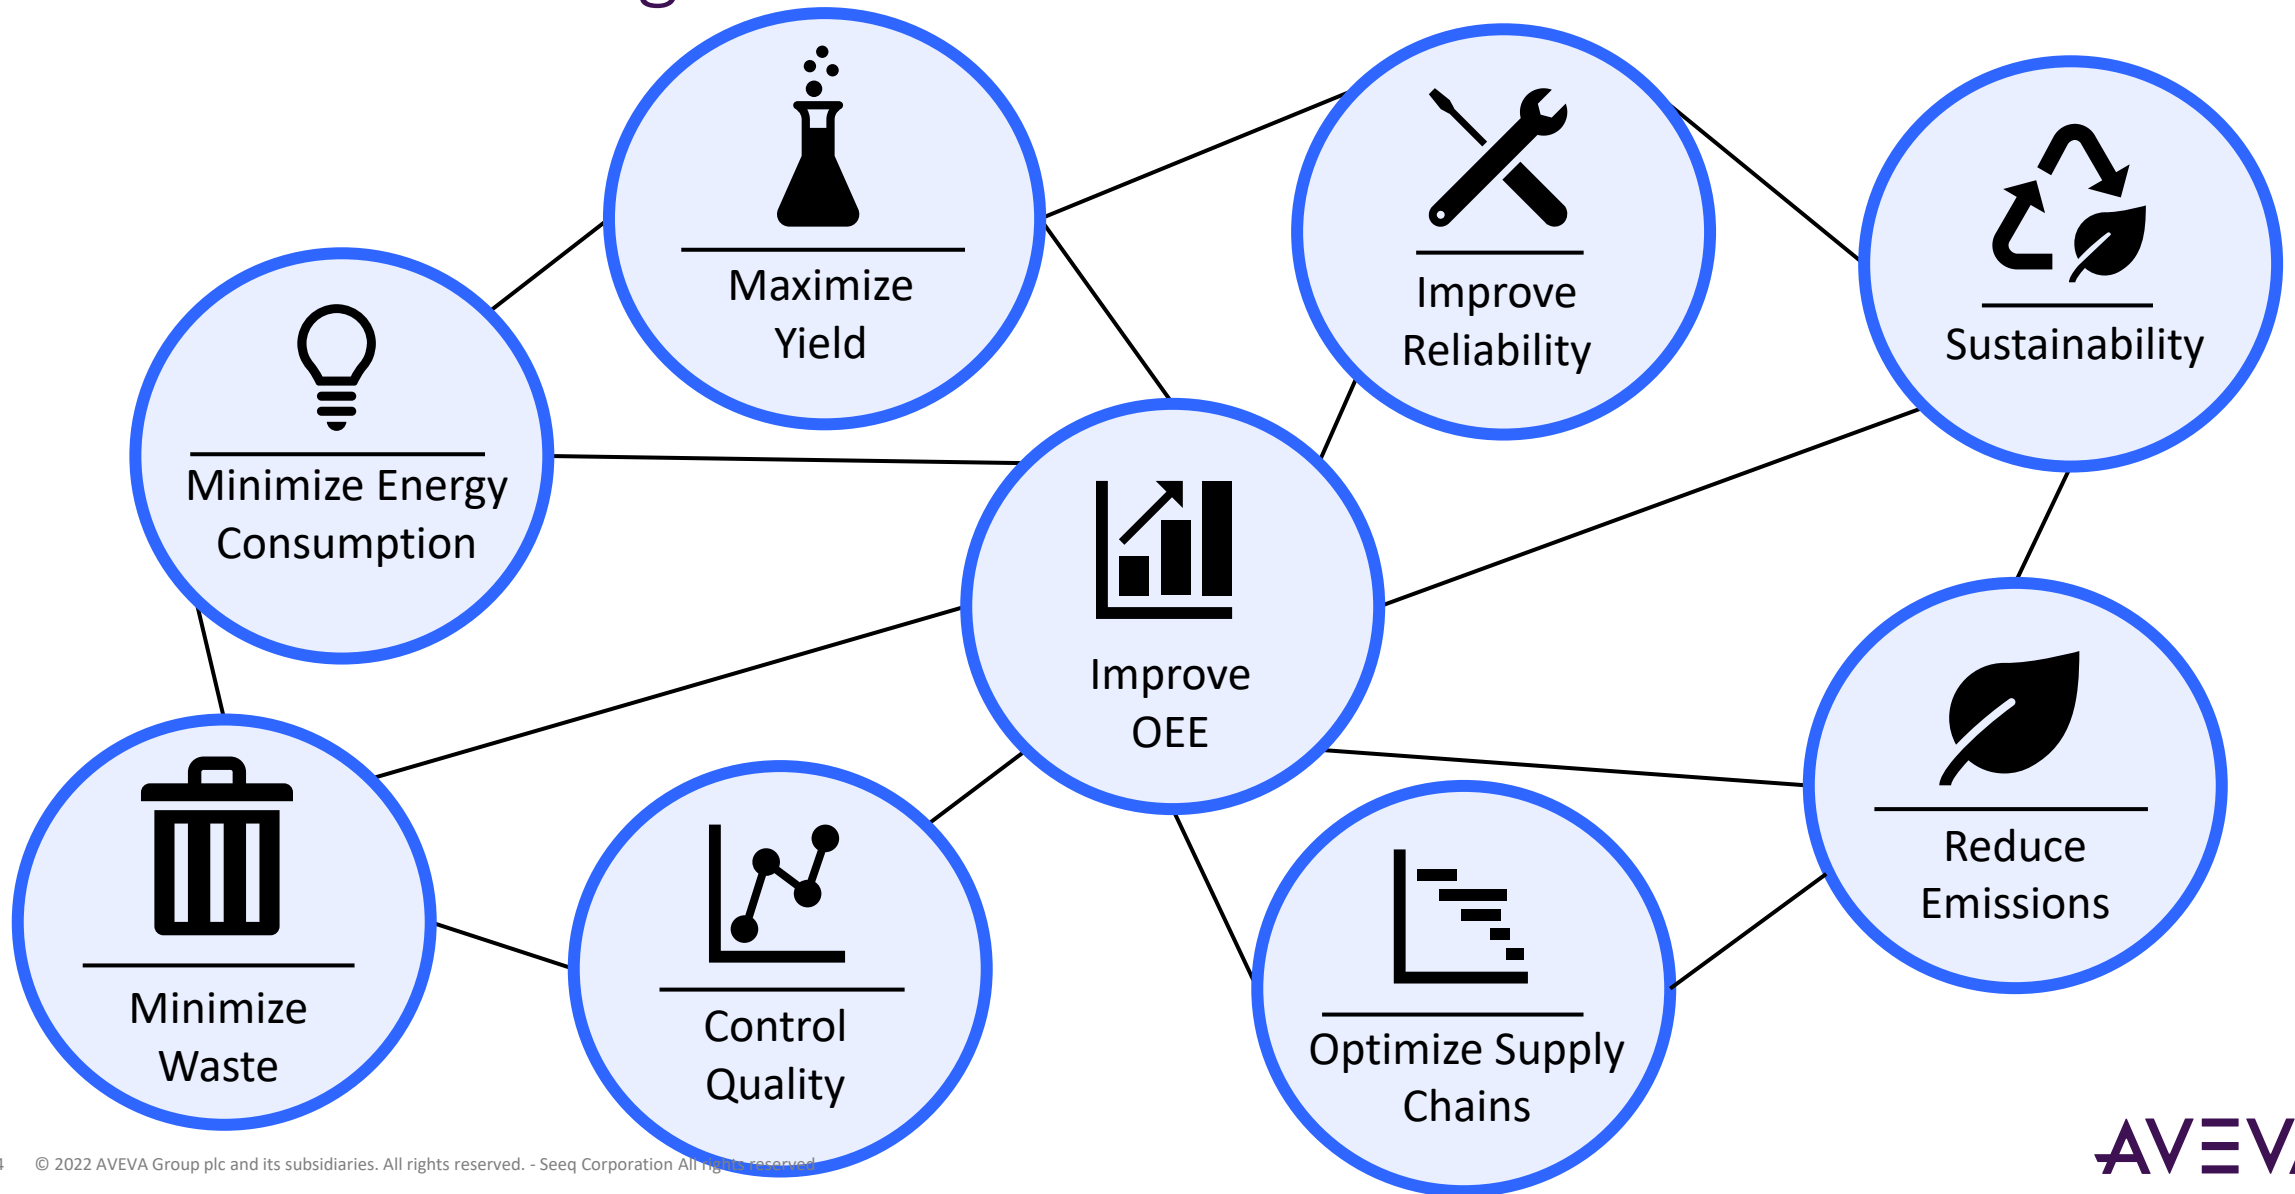 Maximize
Yield
Improve
Reliability
Sustainability
Minimize Energy
Consumption
Improve
OEE
Reduce
Emissions
Minimize
Waste
Control
Quality
Optimize Supply
Chains
4 © 2022 AVEVA Group plc and its subsidiaries. All rights reserved. - Seeq Corporation All rights reserved
AVEVA